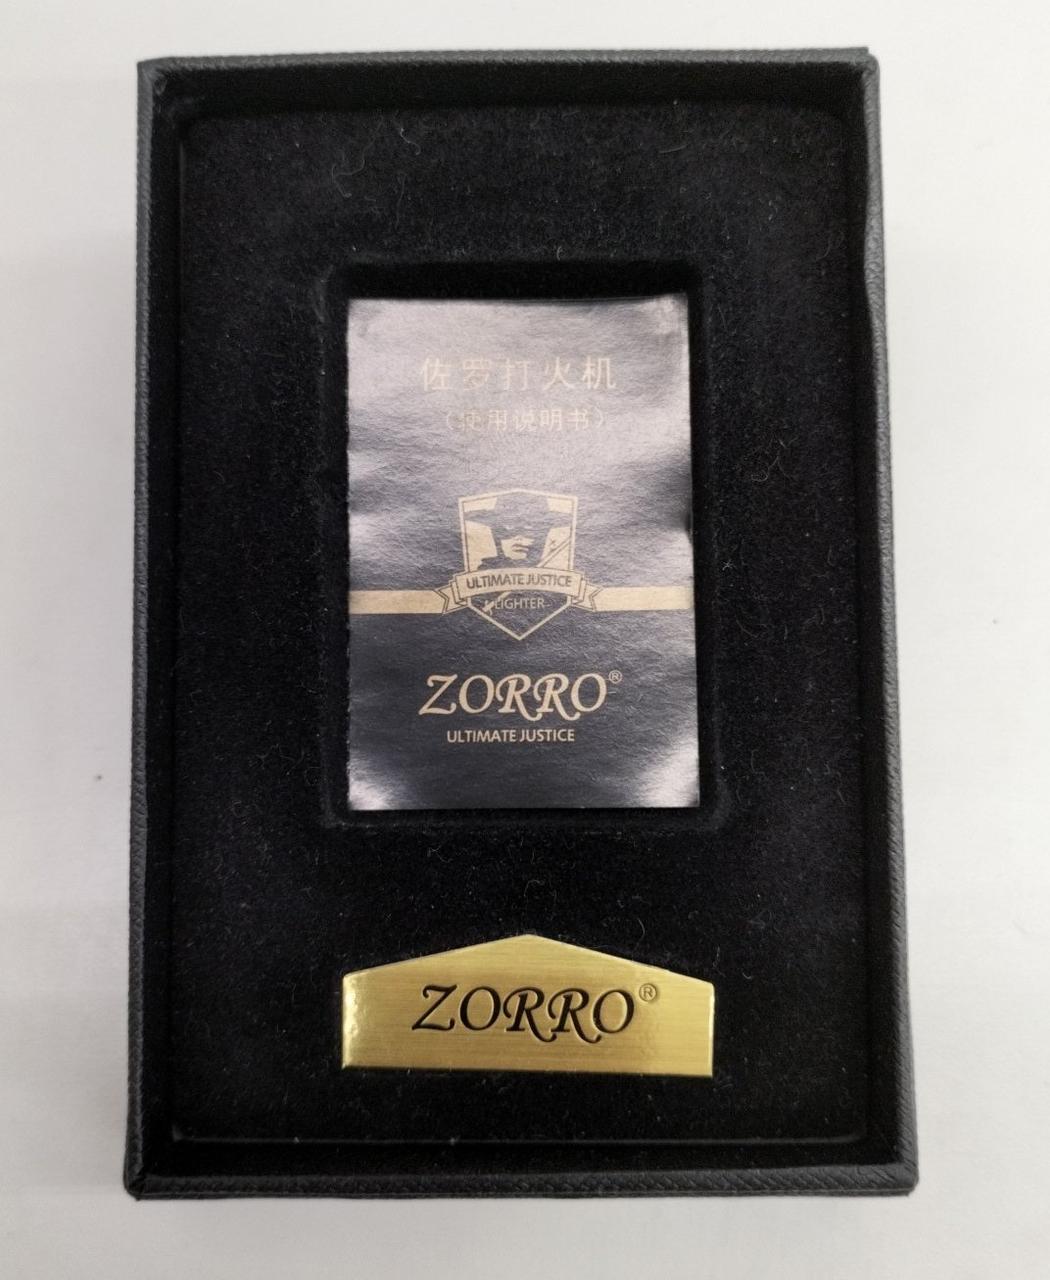 佐罗打火机
（使用说明书）
ULTIMATE JUSTICE
LIGHTER
ZORRO®
ULTIMATE JUSTICE
ZORRO®